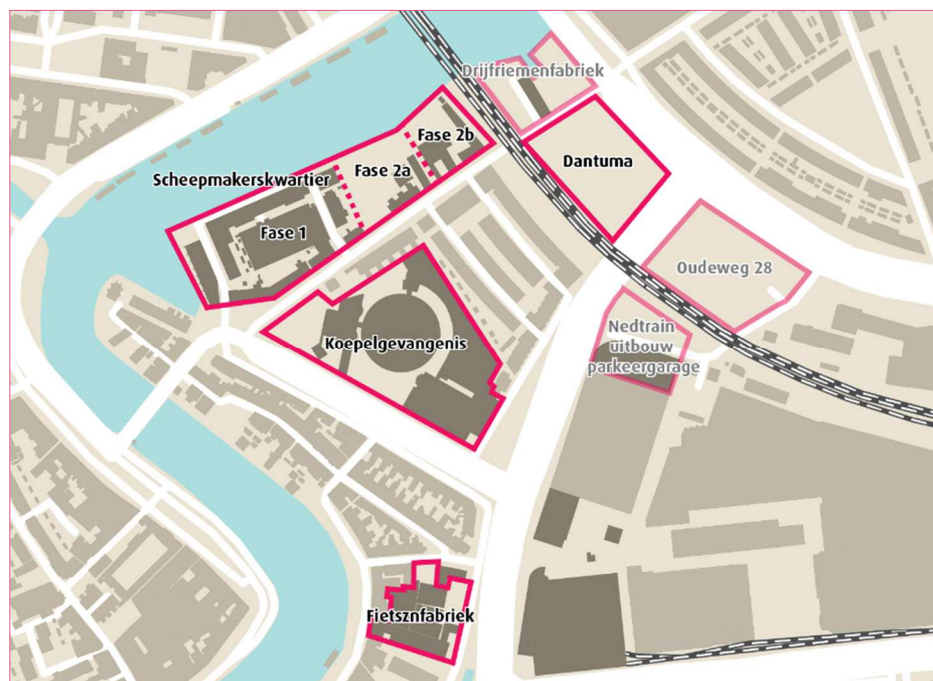 Drijfriemenfabriek
Fase 2b
Dantuma
Fase 2a
Scheepmakerskwartier
Fase 1
Oudeweg 28
Nedtrain
uitbouw
parkeergarage
Koepelgevangenis
Fietsznfabriek